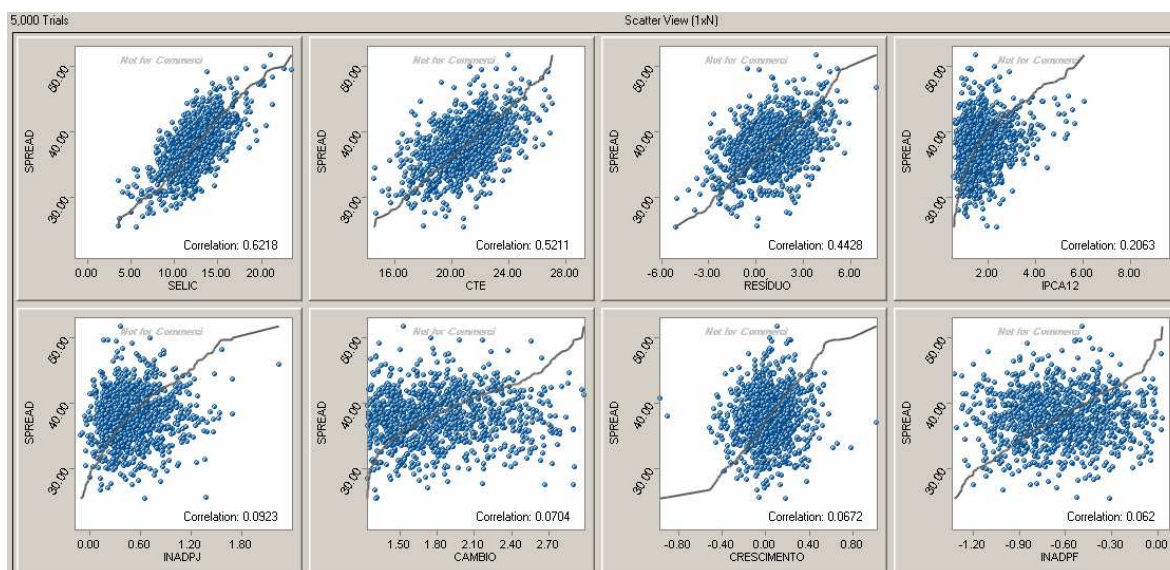 5,000 Trials Scatter View (1xN)
Not for Commerci
SPREAD
50.00
40.00
30.00
Correlation: 0.6218
0.00 5.00 10.00 15.00 20.00
SELIC
Not for Commerci
SPREAD
50.00
40.00
30.00
Correlation: 0.5211
16.00 20.00 24.00 28.00
CTE
Not for Commerci
SPREAD
50.00
40.00
30.00
Correlation: 0.4428
-6.00 -3.00 0.00 3.00 6.00
RESÍDUO
Not for Commerci
SPREAD
50.00
40.00
30.00
Correlation: 0.2063
2.00 4.00 6.00 8.00
IPCA12
Not for Commerci
SPREAD
50.00
40.00
30.00
Correlation: 0.0923
0.00 0.60 1.20 1.80
INADPJ
Not for Commerci
SPREAD
50.00
40.00
30.00
Correlation: 0.0704
1.50 1.80 2.10 2.40 2.70
CAMBIO
Not for Commerci
SPREAD
50.00
40.00
30.00
Correlation: 0.0672
-0.80 -0.40 0.00 0.40 0.80
CRESCIMENTO
Not for Commerci
SPREAD
50.00
40.00
30.00
Correlation: 0.062
-1.20 -0.90 -0.60 -0.30 0.00
INADPF